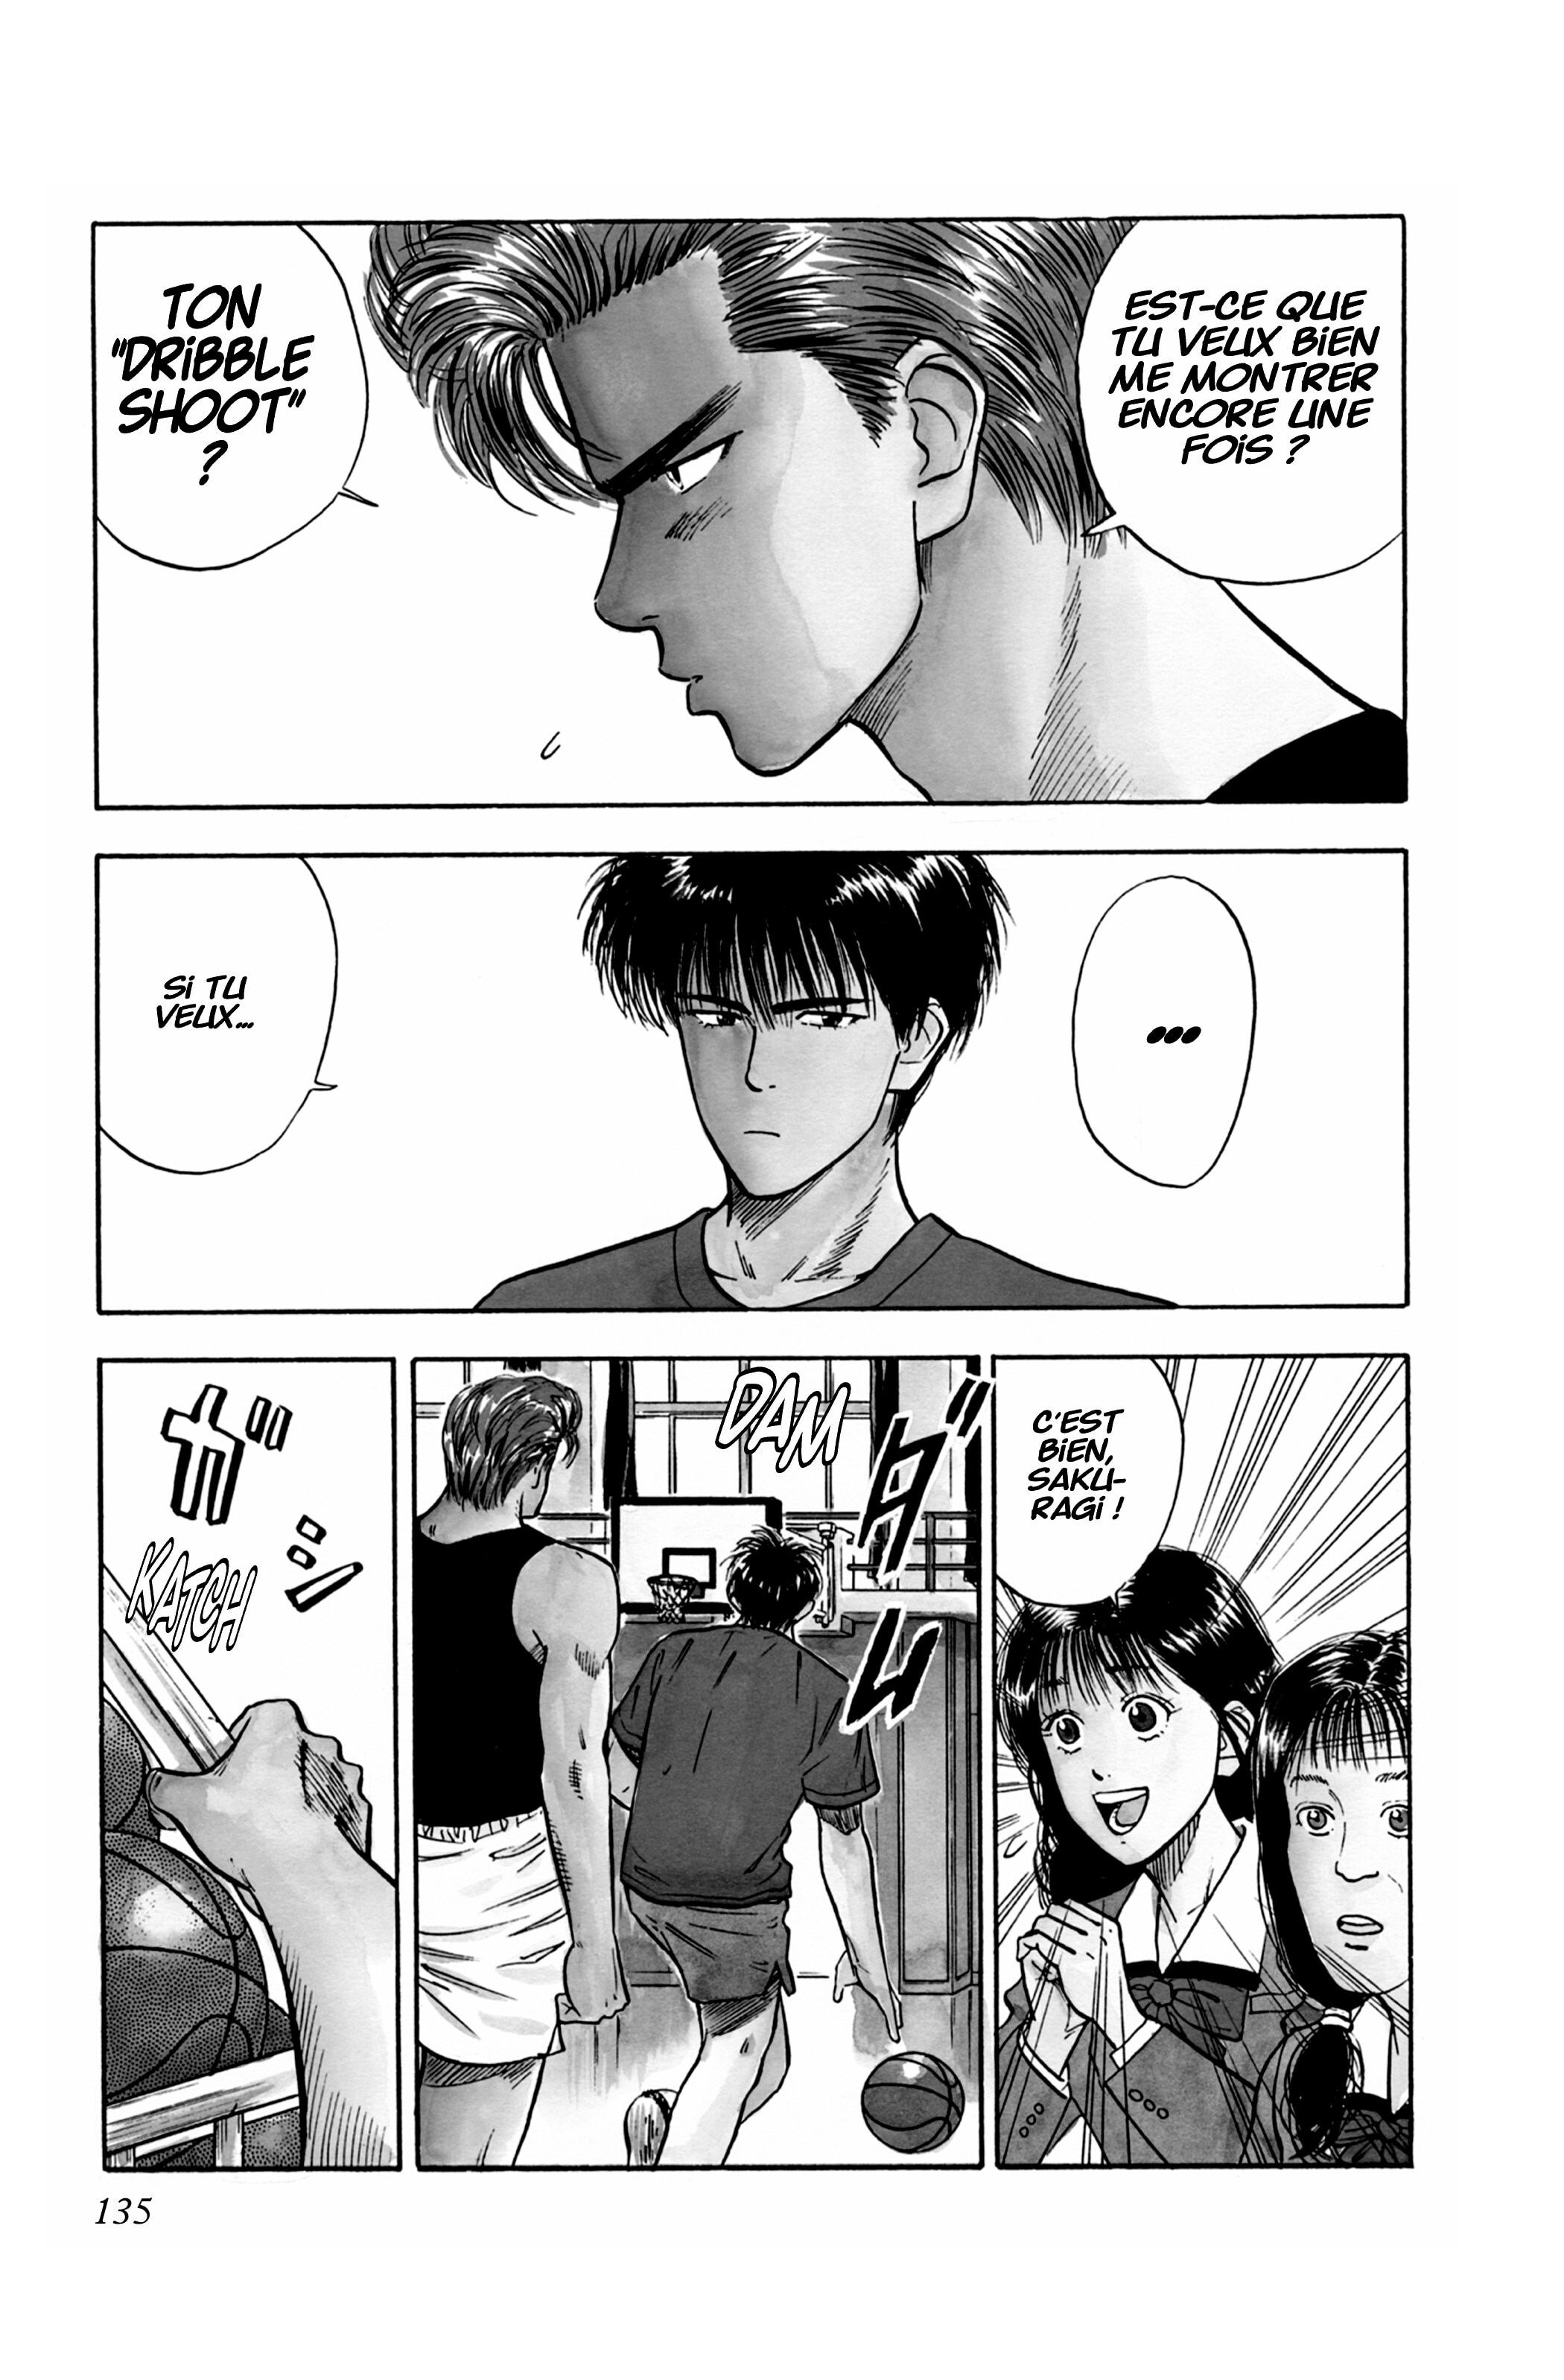 EST-CE QUE
TU VEUX BIEN
ME MONTRER
ENCORE UNE
FOIS ?
TON
"DRIBBLE
SHOOT"
?
...
SI TU
VEUX...
C'EST
BIEN,
SAKU-
RAGI !
DAM
ダム
ガシ
KATCH
135